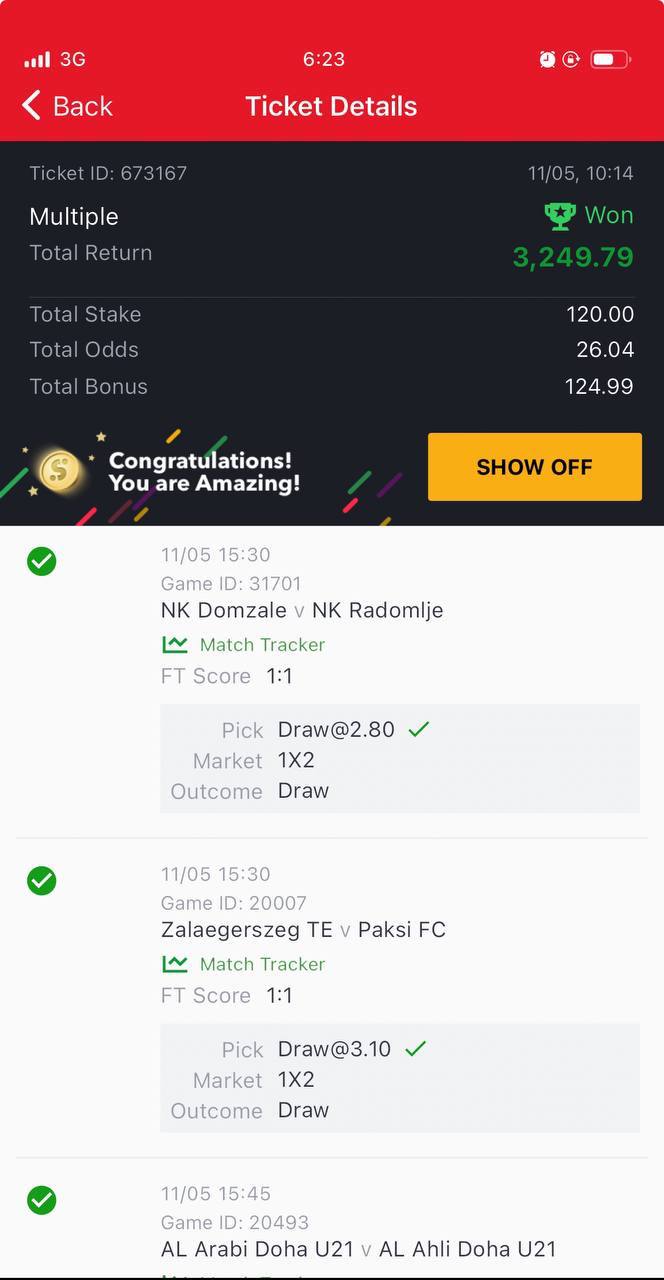 3G 6:23
Back Ticket Details
Ticket ID: 673167 11/05, 10:14
Multiple Won
Total Return 3,249.79
Total Stake 120.00
Total Odds 26.04
Total Bonus 124.99
Congratulations!
You are Amazing!
SHOW OFF
11/05 15:30
Game ID: 31701
NK Domzale v NK Radomlje
Match Tracker
FT Score 1:1
Pick Draw@2.80
Market 1X2
Outcome Draw
11/05 15:30
Game ID: 20007
Zalaegerszeg TE v Paksi FC
Match Tracker
FT Score 1:1
Pick Draw@3.10
Market 1X2
Outcome Draw
11/05 15:45
Game ID: 20493
AL Arabi Doha U21 v AL Ahli Doha U21